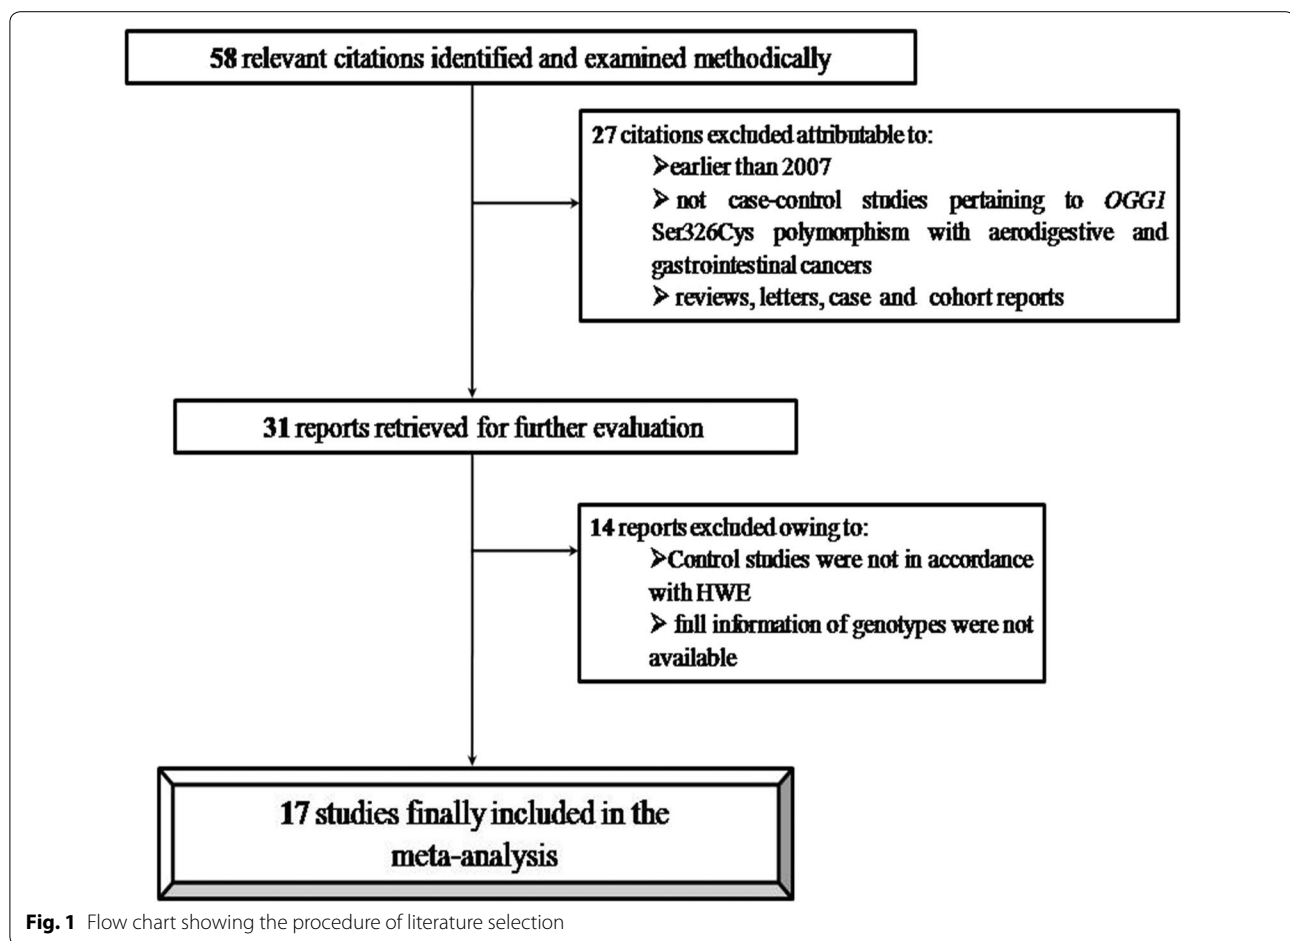 58 relevant citations identified and examined methodically
27 citations excluded attributable to:
➢earlier than 2007
➢ not case-control studies pertaining to OGG1
Ser326Cys polymorphism with aerodigestive and
gastrointestinal cancers
➢ reviews, letters, case and cohort reports
31 reports retrieved for further evaluation
14 reports excluded owing to:
➢Control studies were not in accordance
with HWE
➢ full information of genotypes were not
available
17 studies finally included in the
meta-analysis
Fig. 1 Flow chart showing the procedure of literature selection